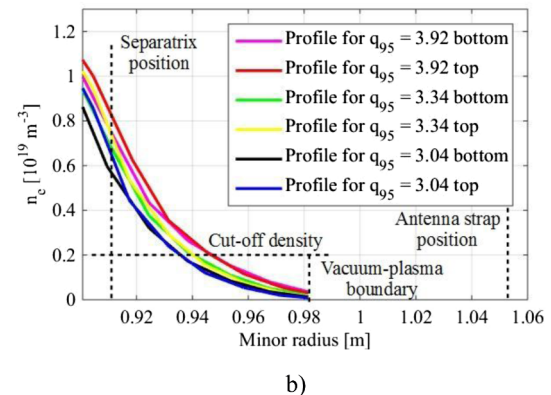 1.2
1
0.8
0.6
0.4
0.2
0
n_e [10^19 m^-3]
Separatrix
position
Profile for q_95 = 3.92 bottom
Profile for q_95 = 3.92 top
Profile for q_95 = 3.34 bottom
Profile for q_95 = 3.34 top
Profile for q_95 = 3.04 bottom
Profile for q_95 = 3.04 top
Antenna strap
position
Cut-off density
Vacuum-plasma
boundary
0.92 0.94 0.96 0.98 1 1.02 1.04 1.06
Minor radius [m]
b)